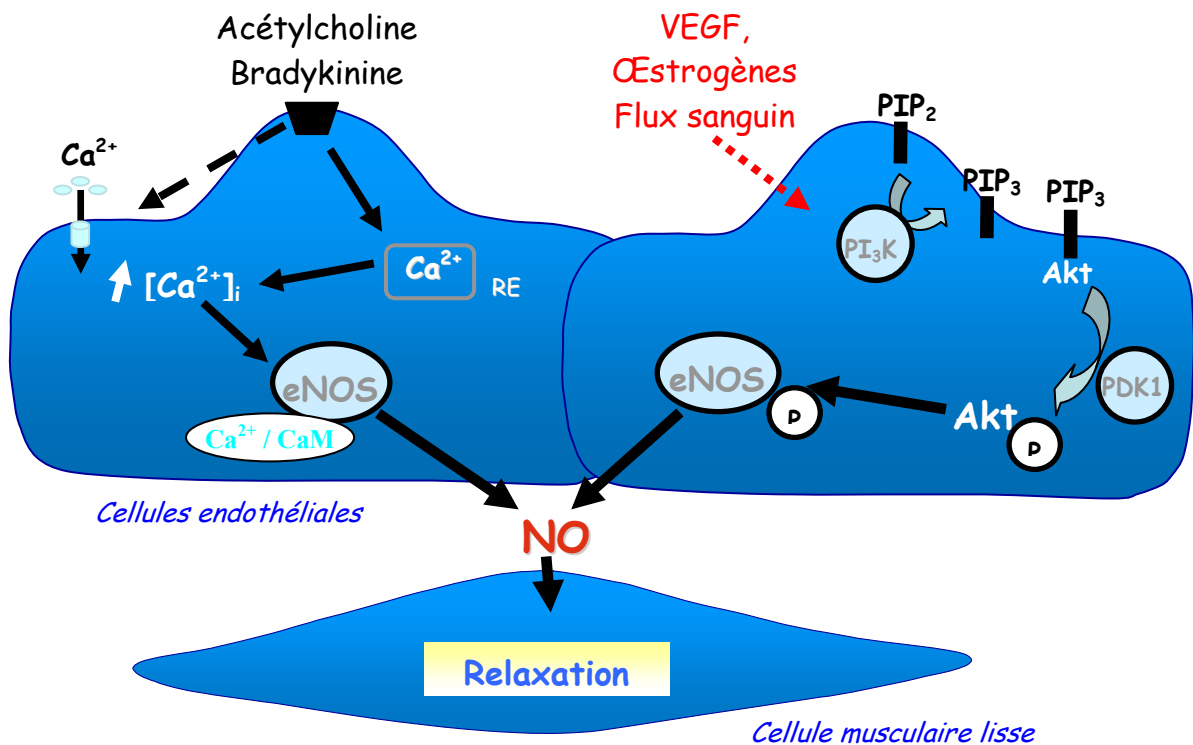 Acétylcholine
Bradykinine
VEGF,
Œstrogènes
Flux sanguin
PIP₂
PIP₃
PIP₃
Ca²⁺
PI₃K
Ca²⁺
RE
[Ca²⁺]ᵢ
Akt
eNOS
Ca²⁺ / CaM
eNOS
P
Akt
P
PDK1
Cellules endothéliales
NO
Relaxation
Cellule musculaire lisse